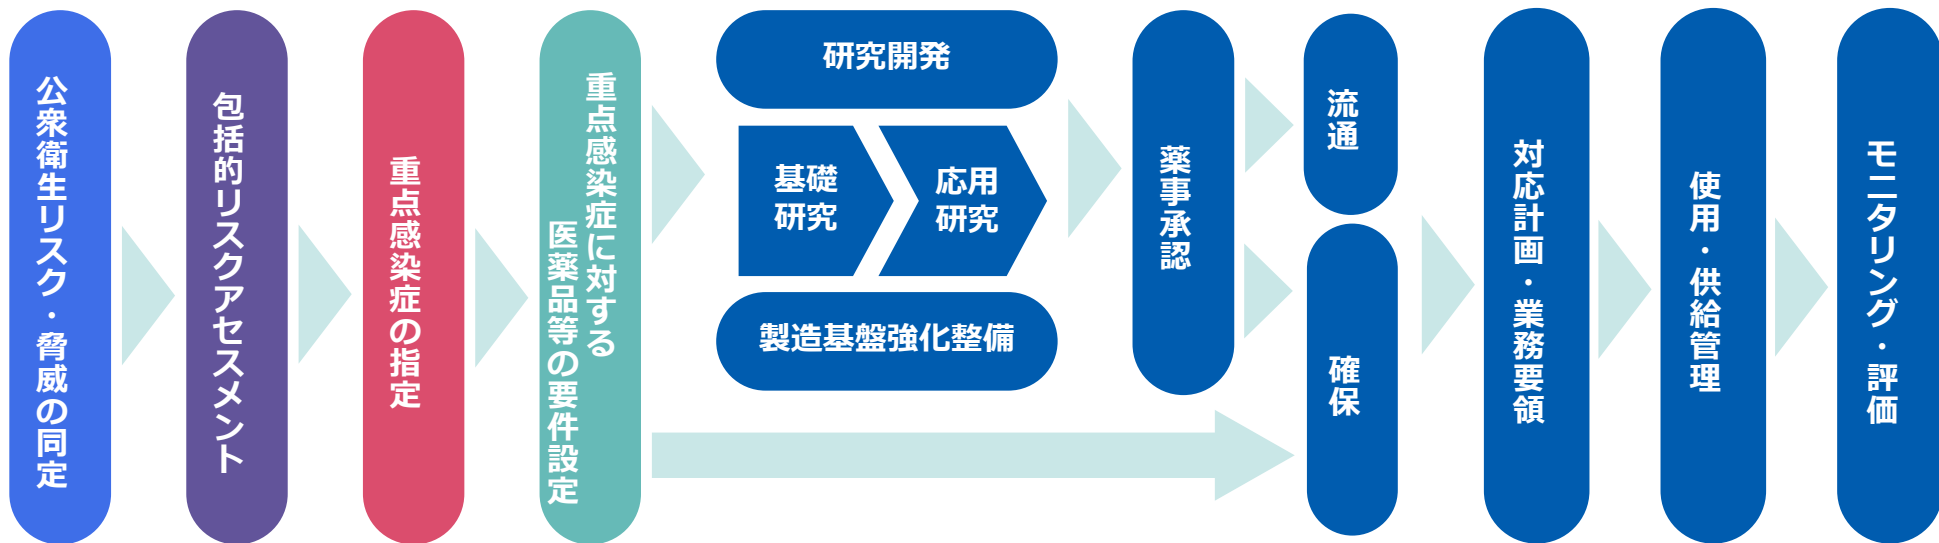 公衆衛生リスク・脅威の同定
包括的リスクアセスメント
重点感染症の指定
重点感染症に対する
医薬品等の要件設定
研究開発
基礎
研究
応用
研究
製造基盤強化整備
薬事承認
流通
確保
対応計画・業務要領
使用・供給管理
モニタリング・評価